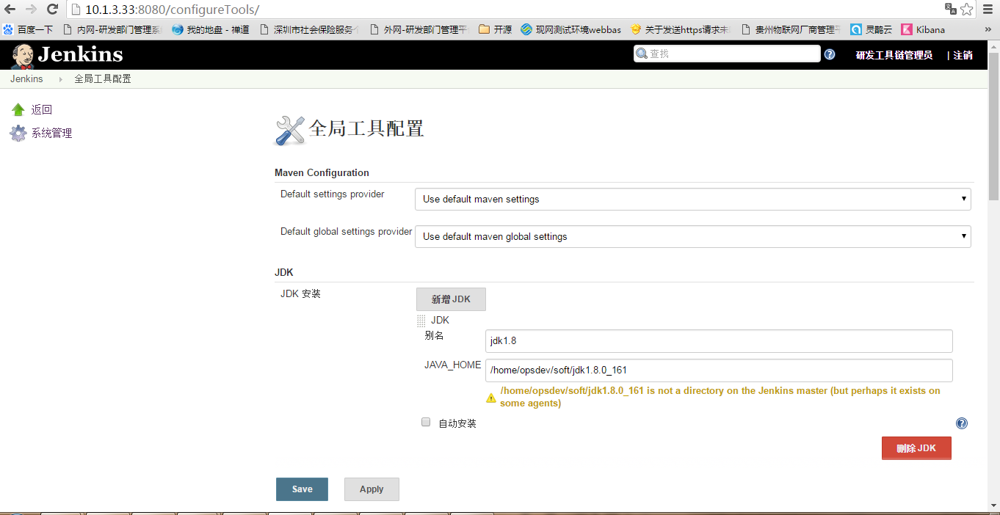 10.1.3.33:8080/configureTools/
百度一下 内网-研发部门管理系 我的地盘 - 禅道 深圳市社会保险服务 外网-研发部门管理平 开源 现网测试环境webbas 关于发送https请求未 贵州物联网厂商管理平 灵鹊云 Kibana »
Jenkins 查找 研发工具链管理员 | 注销
Jenkins 全局工具配置
返回
系统管理
全局工具配置
Maven Configuration
Default settings provider Use default maven settings
Default global settings provider Use default maven global settings
JDK
JDK 安装 新增 JDK
JDK
别名 jdk1.8
JAVA_HOME /home/opsdev/soft/jdk1.8.0_161
/home/opsdev/soft/jdk1.8.0_161 is not a directory on the Jenkins master (but perhaps it exists on
some agents)
自动安装
删除 JDK
Save Apply